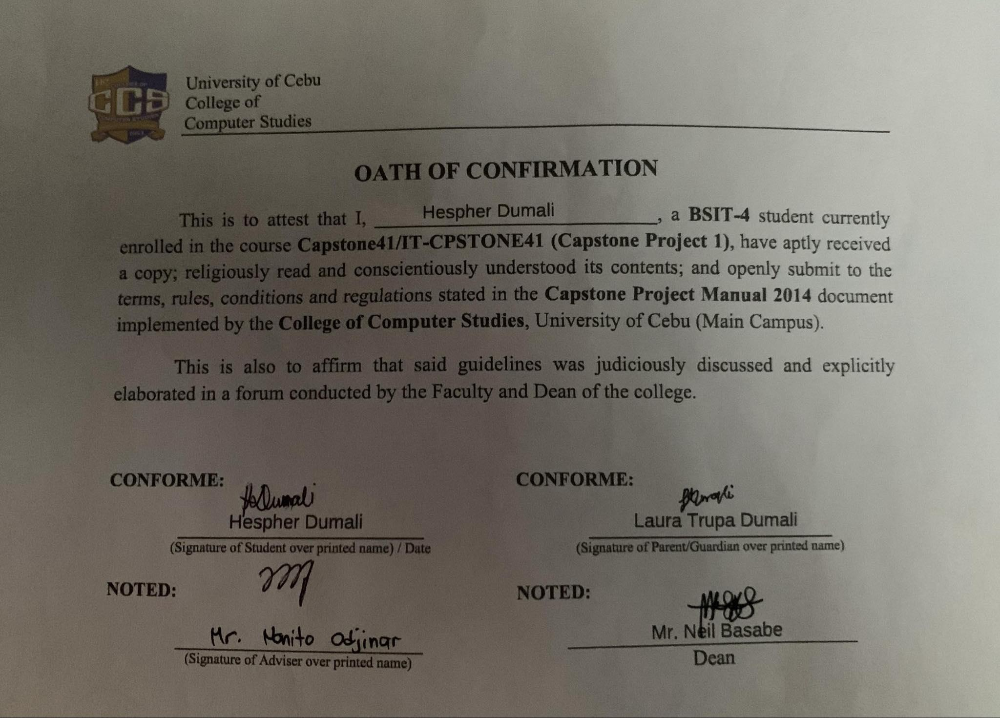 CCS
COMPUTER STUDIES
University of Cebu
College of
Computer Studies
OATH OF CONFIRMATION
This is to attest that I, Hespher Dumali, a BSIT-4 student currently
enrolled in the course Capstone41/IT-CPSTONE41 (Capstone Project 1), have aptly received
a copy; religiously read and conscientiously understood its contents; and openly submit to the
terms, rules, conditions and regulations stated in the Capstone Project Manual 2014 document
implemented by the College of Computer Studies, University of Cebu (Main Campus).
This is also to affirm that said guidelines was judiciously discussed and explicitly
elaborated in a forum conducted by the Faculty and Dean of the college.
CONFORME:
HDumali
Hespher Dumali
(Signature of Student over printed name) / Date
CONFORME:
Laura Trupa Dumali
(Signature of Parent/Guardian over printed name)
NOTED:
Mr. Nonito Odjinar
(Signature of Adviser over printed name)
NOTED:
Mr. Neil Basabe
Dean